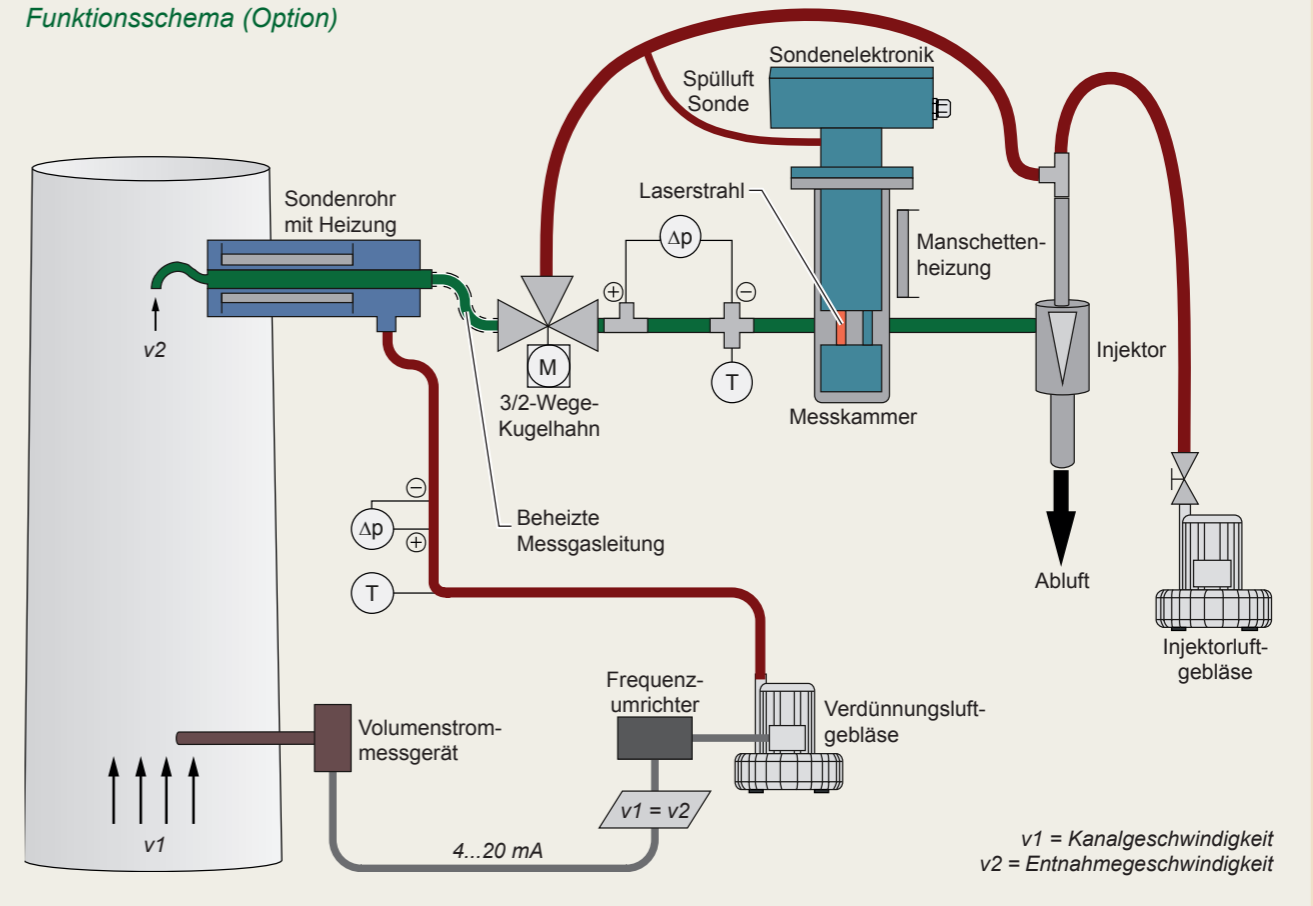 Funktionsschema (Option)
Sondenelektronik
Spülluft
Sonde
Laserstrahl
Sondenrohr
mit Heizung
Δp
Manschetten-
heizung
+
−
v2
M
T
Injektor
3/2-Wege-
Kugelhahn
Messkammer
−
Δp
+
Beheizte
Messgasleitung
T
Abluft
Injektorluft-
gebläse
Frequenz-
umrichter
Volumenstrom-
messgerät
Verdünnungsluft-
gebläse
v1 = v2
v1
4...20 mA
v1 = Kanalgeschwindigkeit
v2 = Entnahmegeschwindigkeit